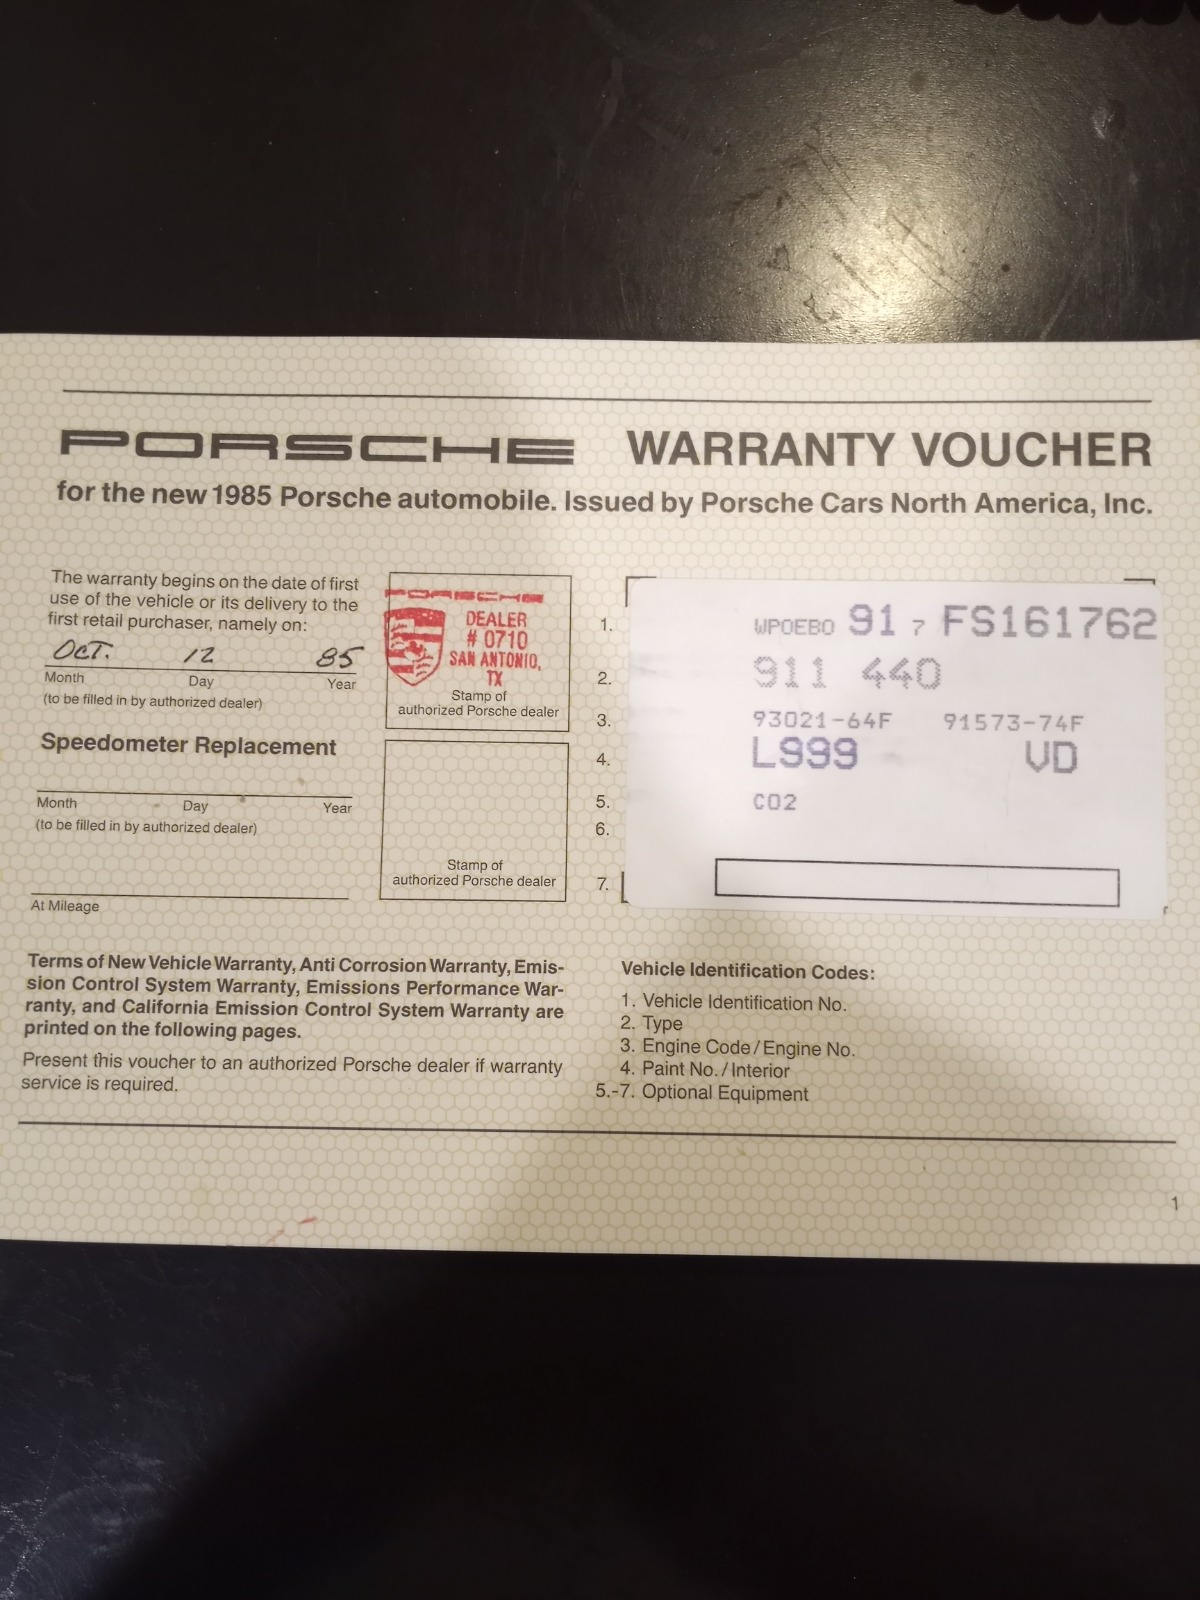 PORSCHE WARRANTY VOUCHER
for the new 1985 Porsche automobile. Issued by Porsche Cars North America, Inc.
The warranty begins on the date of first
use of the vehicle or its delivery to the
first retail purchaser, namely on:
OCT. 12 85
Month Day Year
(to be filled in by authorized dealer)
PORSCHE
DEALER
# 0710
SAN ANTONIO,
TX
Stamp of
authorized Porsche dealer
Speedometer Replacement
Month Day Year
(to be filled in by authorized dealer)
At Mileage
Stamp of
authorized Porsche dealer
1. WPOEBO 91 7 FS161762
2. 911 440
3. 93021-64F 91573-74F
4. L999 VD
5. C02
6.
7.
Terms of New Vehicle Warranty, Anti Corrosion Warranty, Emis-
sion Control System Warranty, Emissions Performance War-
ranty, and California Emission Control System Warranty are
printed on the following pages.
Present this voucher to an authorized Porsche dealer if warranty
service is required.
Vehicle Identification Codes:
1. Vehicle Identification No.
2. Type
3. Engine Code/Engine No.
4. Paint No./Interior
5.-7. Optional Equipment
1